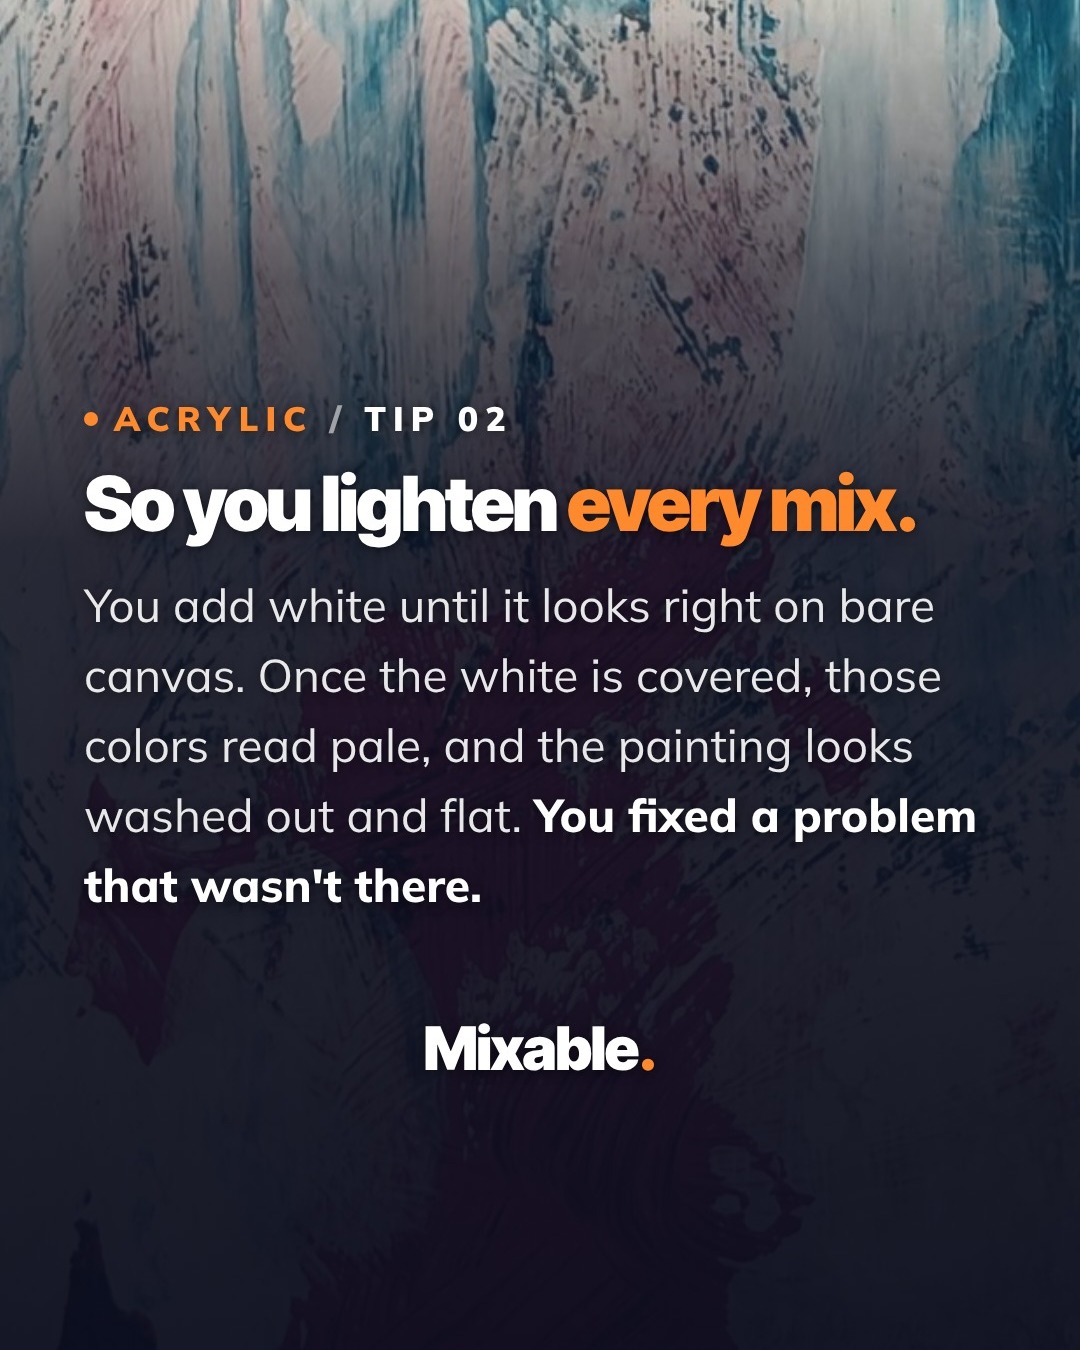 • ACRYLIC / TIP 02
So you lighten every mix.
You add white until it looks right on bare
canvas. Once the white is covered, those
colors read pale, and the painting looks
washed out and flat. You fixed a problem
that wasn't there.
Mixable.